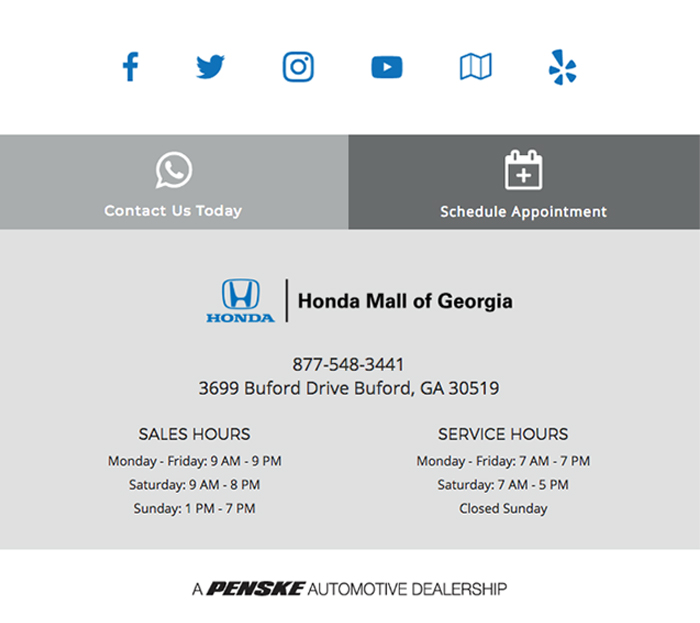 Contact Us Today
Schedule Appointment
HONDA
Honda Mall of Georgia
877-548-3441
3699 Buford Drive Buford, GA 30519
SALES HOURS
Monday - Friday: 9 AM - 9 PM
Saturday: 9 AM - 8 PM
Sunday: 1 PM - 7 PM
SERVICE HOURS
Monday - Friday: 7 AM - 7 PM
Saturday: 7 AM - 5 PM
Closed Sunday
A PENSKE AUTOMOTIVE DEALERSHIP